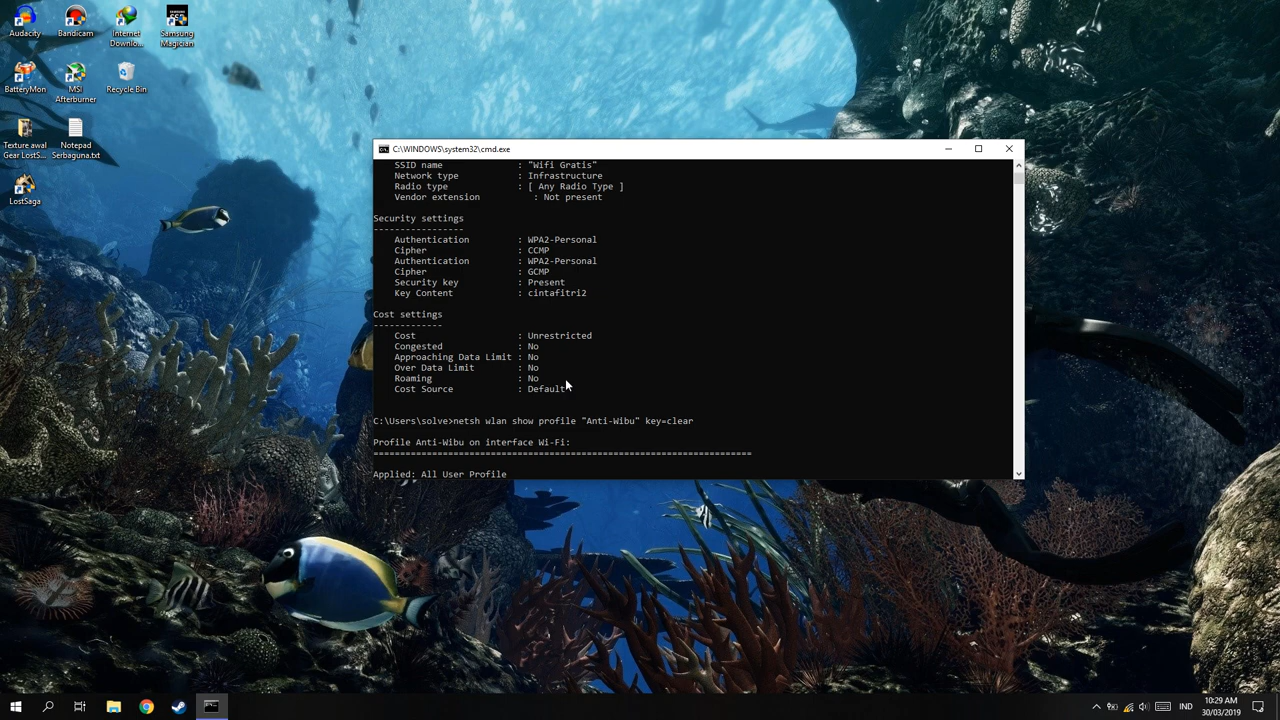 Audacity
Bandicam
Internet
Downlo...
SAMSUNG
SSD
Samsung
Magician
BatteryMon
MSI
Afterburner
Recycle Bin
Texture awal
Gear LostS...
Notepad
Serbaguna.txt
LostSaga
C:\WINDOWS\system32\cmd.exe
SSID name : "Wifi Gratis"
Network type : Infrastructure
Radio type : [ Any Radio Type ]
Vendor extension : Not present
Security settings
-----------------
Authentication : WPA2-Personal
Cipher : CCMP
Authentication : WPA2-Personal
Cipher : GCMP
Security key : Present
Key Content : cintafitri2
Cost settings
-------------
Cost : Unrestricted
Congested : No
Approaching Data Limit : No
Over Data Limit : No
Roaming : No
Cost Source : Default
C:\Users\solve>netsh wlan show profile "Anti-Wibu" key=clear
Profile Anti-Wibu on interface Wi-Fi:
=======================================================================
Applied: All User Profile
IND
10:29 AM
30/03/2019